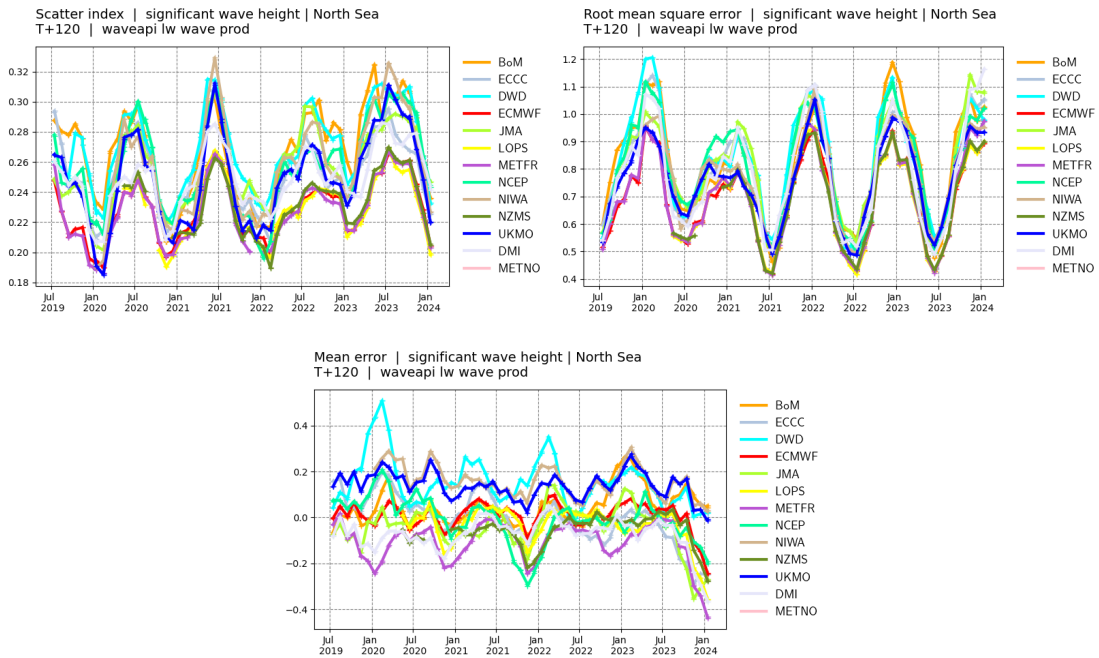 Scatter index | significant wave height | North Sea
T+120 | waveapi lw wave prod
0.32
0.30
0.28
0.26
0.24
0.22
0.20
0.18
Jul 2019
Jan 2020
Jul 2020
Jan 2021
Jul 2021
Jan 2022
Jul 2022
Jan 2023
Jul 2023
Jan 2024
BoM
ECCC
DWD
ECMWF
JMA
LOPS
METFR
NCEP
NIWA
NZMS
UKMO
DMI
METNO
Root mean square error | significant wave height | North Sea
T+120 | waveapi lw wave prod
1.2
1.1
1.0
0.9
0.8
0.7
0.6
0.5
0.4
Jul 2019
Jan 2020
Jul 2020
Jan 2021
Jul 2021
Jan 2022
Jul 2022
Jan 2023
Jul 2023
Jan 2024
BoM
ECCC
DWD
ECMWF
JMA
LOPS
METFR
NCEP
NIWA
NZMS
UKMO
DMI
METNO
Mean error | significant wave height | North Sea
T+120 | waveapi lw wave prod
0.4
0.2
0.0
−0.2
−0.4
Jul 2019
Jan 2020
Jul 2020
Jan 2021
Jul 2021
Jan 2022
Jul 2022
Jan 2023
Jul 2023
Jan 2024
BoM
ECCC
DWD
ECMWF
JMA
LOPS
METFR
NCEP
NIWA
NZMS
UKMO
DMI
METNO